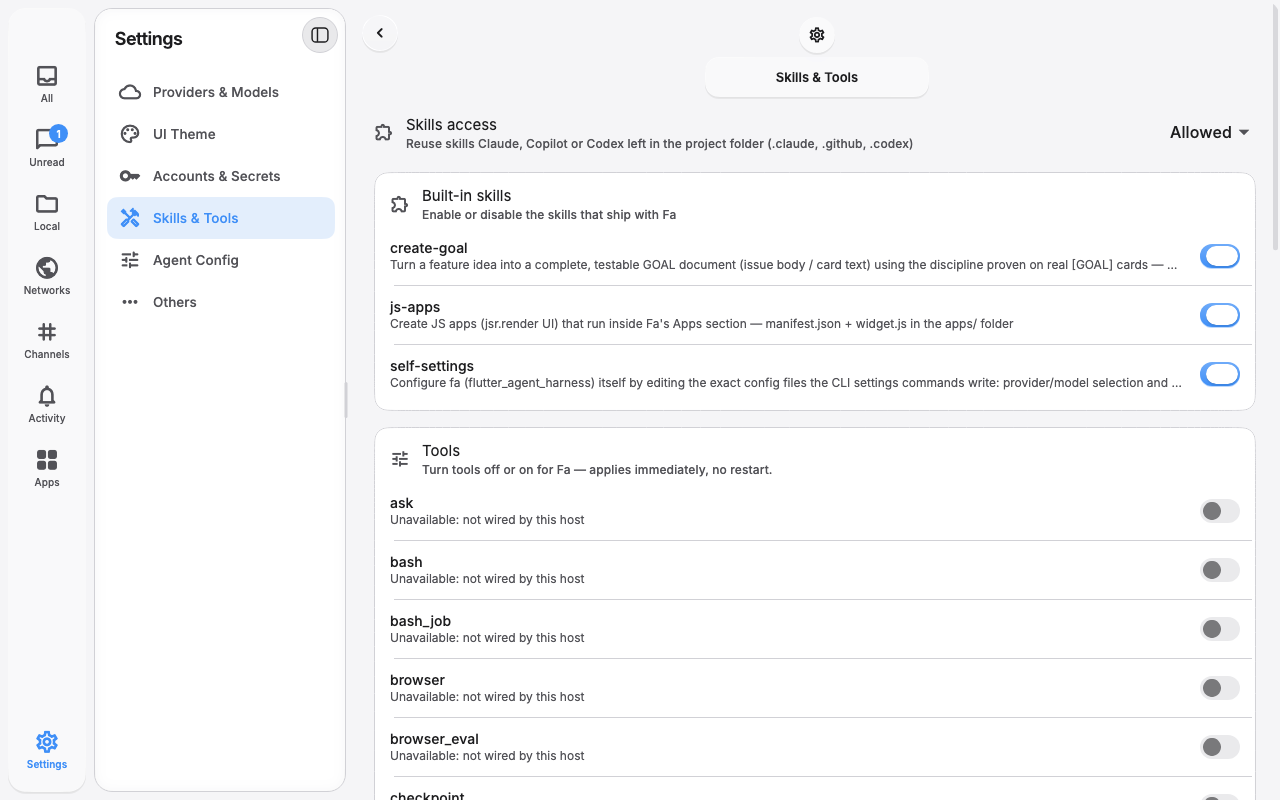 Settings
All
1
Unread
Local
Networks
Channels
Activity
Apps
Settings
Providers & Models
UI Theme
Accounts & Secrets
Skills & Tools
Agent Config
Others
Skills & Tools
Skills access
Reuse skills Claude, Copilot or Codex left in the project folder (.claude, .github, .codex)
Allowed
Built-in skills
Enable or disable the skills that ship with Fa
create-goal
Turn a feature idea into a complete, testable GOAL document (issue body / card text) using the discipline proven on real [GOAL] cards — ...
js-apps
Create JS apps (jsr.render UI) that run inside Fa's Apps section — manifest.json + widget.js in the apps/ folder
self-settings
Configure fa (flutter_agent_harness) itself by editing the exact config files the CLI settings commands write: provider/model selection and ...
Tools
Turn tools off or on for Fa — applies immediately, no restart.
ask
Unavailable: not wired by this host
bash
Unavailable: not wired by this host
bash_job
Unavailable: not wired by this host
browser
Unavailable: not wired by this host
browser_eval
Unavailable: not wired by this host
checkpoint